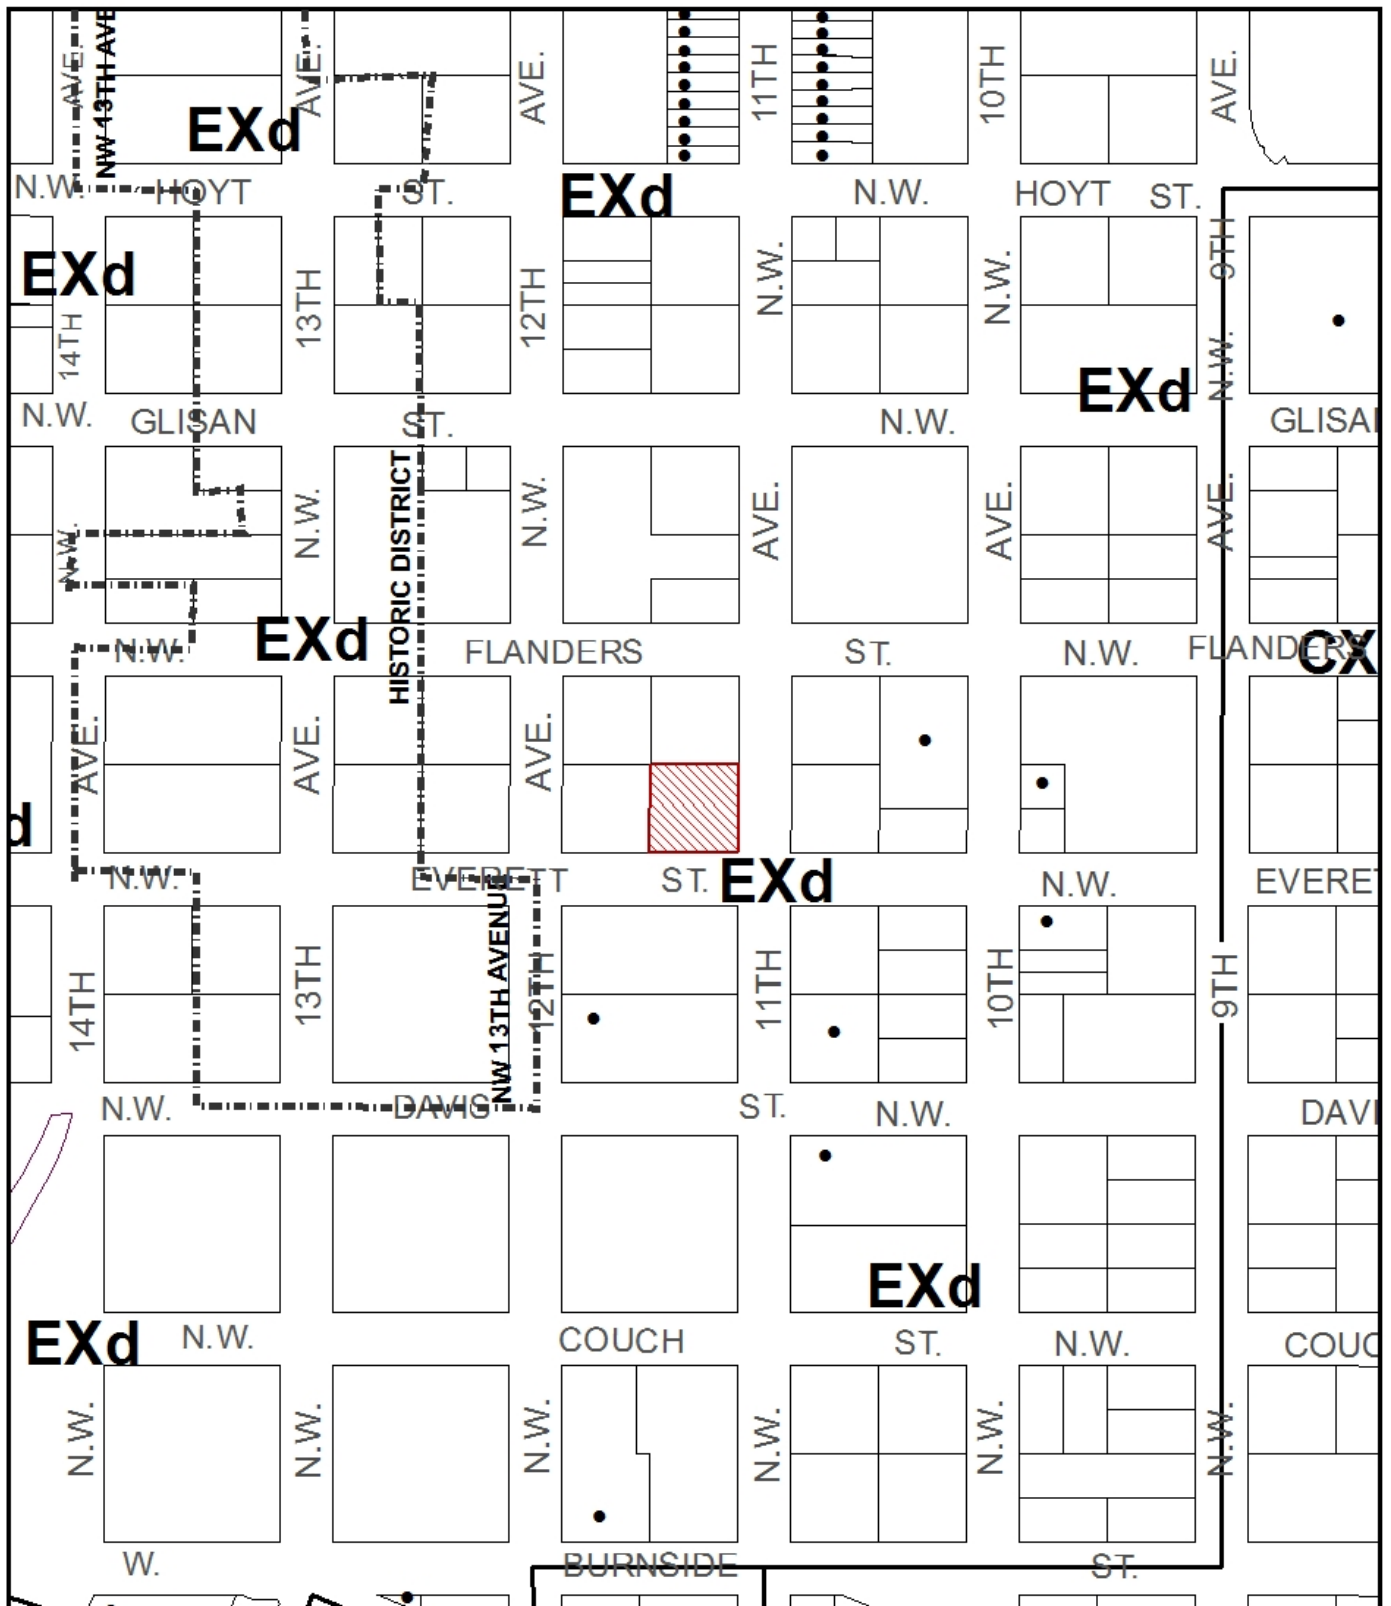 AVE.
NW 13TH AVE
AVE.
AVE.
11TH
10TH
AVE.
EXd
N.W. HOYT ST. EXd N.W. HOYT ST.
EXd
14TH
13TH
12TH
N.W.
N.W.
N.W. 9TH
EXd
N.W. GLISAN ST. N.W. GLISAN
N.W.
N.W.
HISTORIC DISTRICT
N.W.
AVE.
AVE.
AVE.
N.W. EXd FLANDERS ST. N.W. FLANDERS CX
AVE.
AVE.
AVE.
d
N.W. EVERETT ST. EXd N.W. EVERET
14TH
13TH
NW 13TH AVENUE
12TH
11TH
10TH
9TH
N.W. DAVIS ST. N.W. DAVI
EXd
EXd N.W. COUCH ST. N.W. COUC
N.W.
N.W.
N.W.
N.W.
N.W.
N.W.
W. BURNSIDE ST.